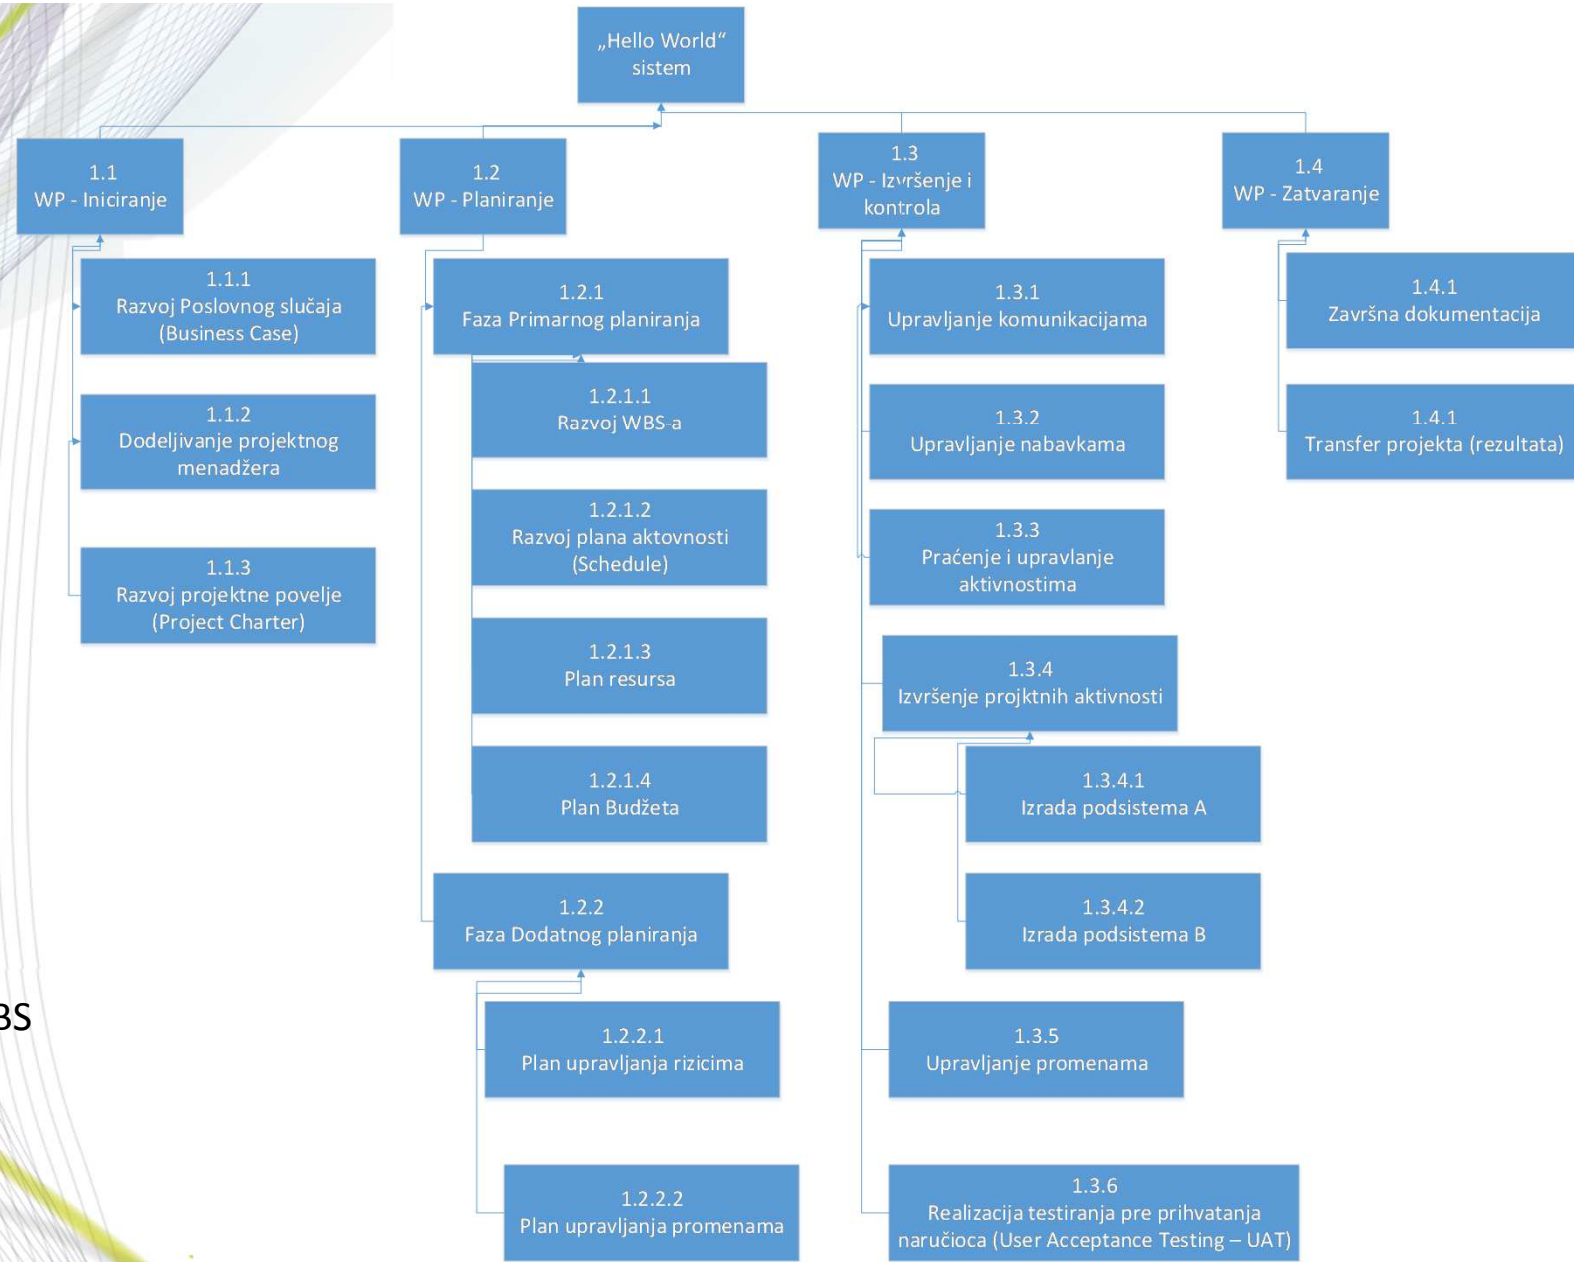 „Hello World“
sistem
1.1
WP - Iniciranje
1.1.1
Razvoj Poslovnog slučaja
(Business Case)
1.1.2
Dodeljivanje projektnog
menadžera
1.1.3
Razvoj projektne povelje
(Project Charter)
1.2
WP - Planiranje
1.2.1
Faza Primarnog planiranja
1.2.1.1
Razvoj WBS-a
1.2.1.2
Razvoj plana aktovnosti
(Schedule)
1.2.1.3
Plan resursa
1.2.1.4
Plan Budžeta
1.2.2
Faza Dodatnog planiranja
1.2.2.1
Plan upravljanja rizicima
1.2.2.2
Plan upravljanja promenama
1.3
WP - Izvršenje i
kontrola
1.3.1
Upravljanje komunikacijama
1.3.2
Upravljanje nabavkama
1.3.3
Praćenje i upravlanje
aktivnostima
1.3.4
Izvršenje projktnih aktivnosti
1.3.4.1
Izrada podsistema A
1.3.4.2
Izrada podsistema B
1.3.5
Upravljanje promenama
1.3.6
Realizacija testiranja pre prihvatanja
naručioca (User Acceptance Testing – UAT)
1.4
WP - Zatvaranje
1.4.1
Završna dokumentacija
1.4.1
Transfer projekta (rezultata)